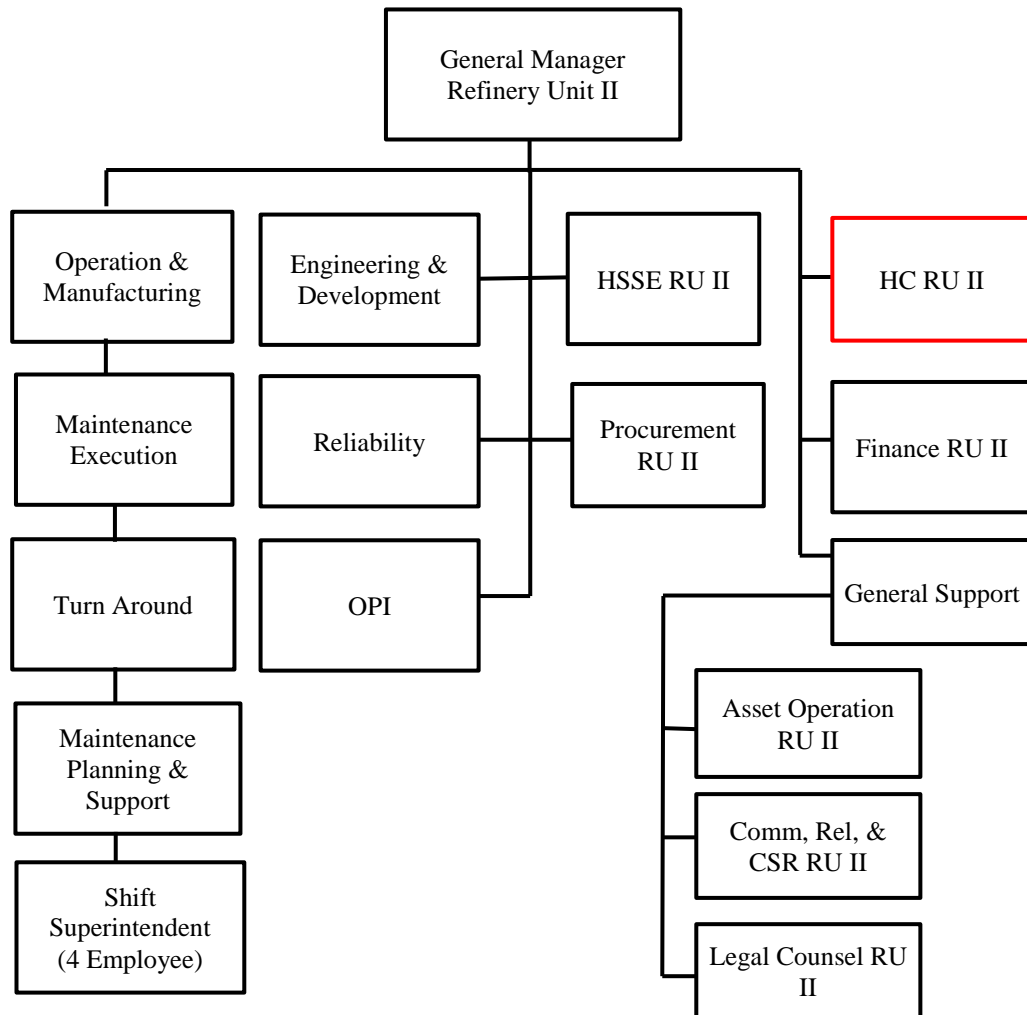 General Manager
Refinery Unit II
Operation &
Manufacturing
Engineering &
Development
HSSE RU II
HC RU II
Maintenance
Execution
Reliability
Procurement
RU II
Finance RU II
Turn Around
OPI
General Support
Maintenance
Planning &
Support
Asset Operation
RU II
Comm, Rel, &
CSR RU II
Shift
Superintendent
(4 Employee)
Legal Counsel RU
II